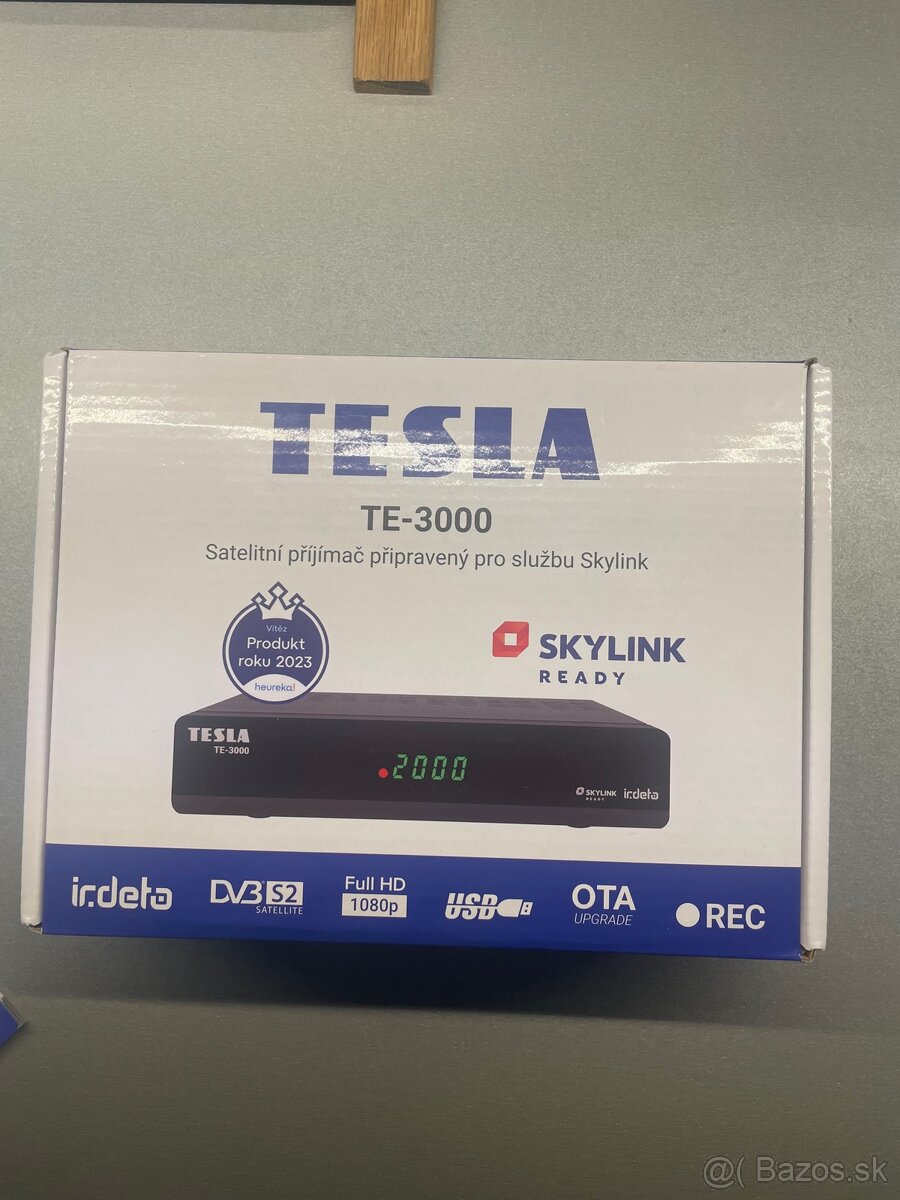 TESLA
TE-3000
Satelitní příjímač připravený pro službu Skylink
Vítěz
Produkt
roku 2023
heureka!
SKYLINK
READY
TESLA
TE-3000
2000
SKYLINK
READY
irdeto
irdeto
DVB S2
SATELLITE
Full HD
1080p
USB
OTA
UPGRADE
REC
@( Bazos.sk